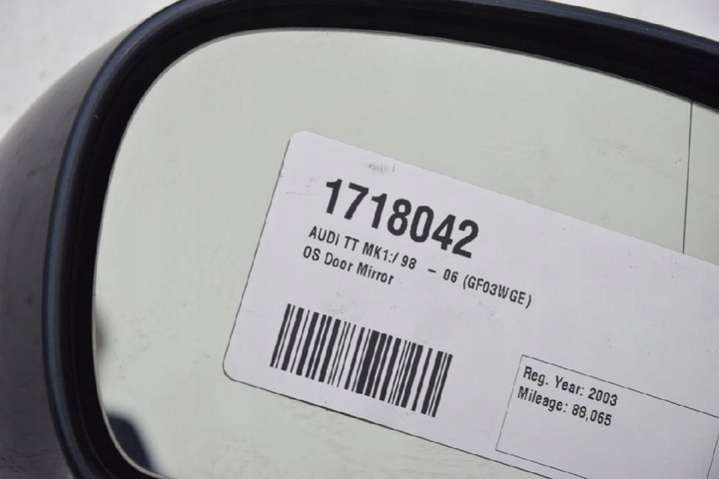 1718042
AUDI TT MK1:/ 98 – 06 (GF03WGE)
OS Door Mirror
Reg. Year: 2003
Mileage: 89,065